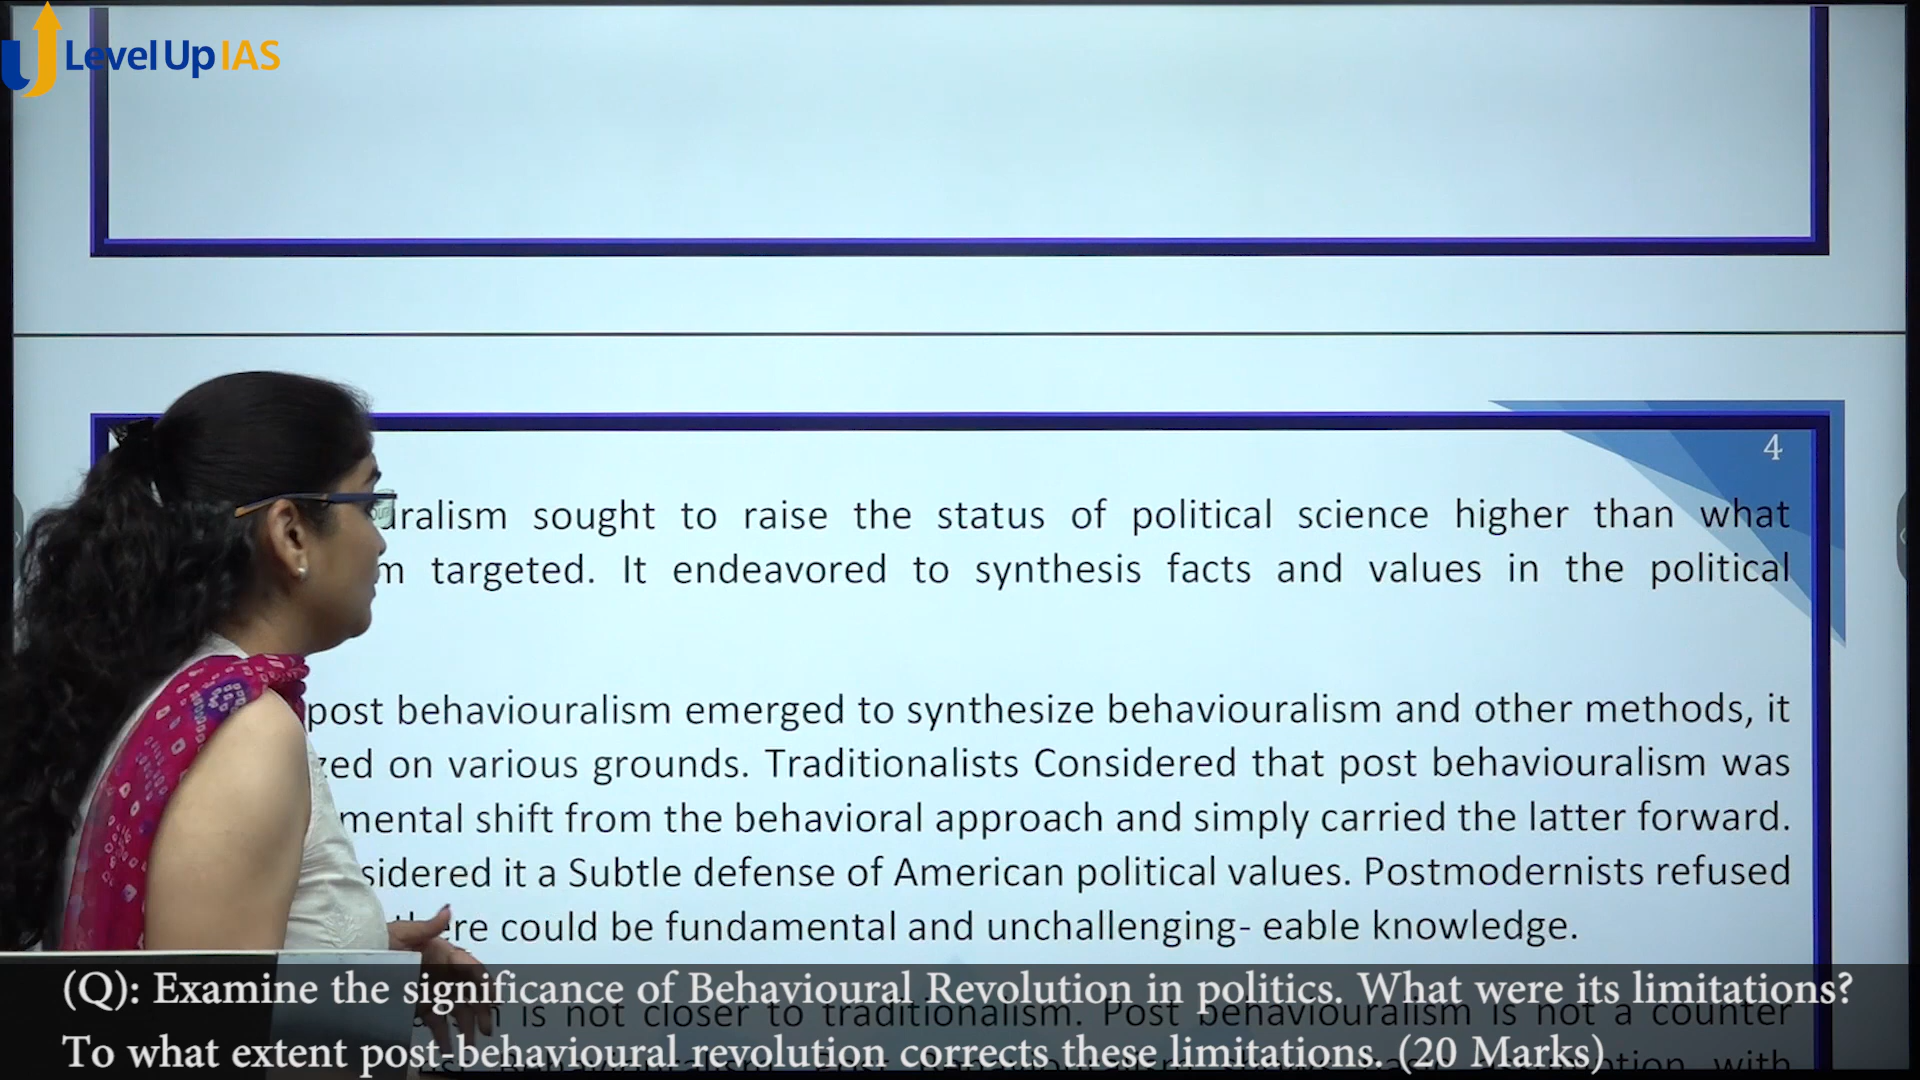 Level Up IAS
4
uralism sought to raise the status of political science higher than what
m targeted. It endeavored to synthesis facts and values in the political
post behaviouralism emerged to synthesize behaviouralism and other methods, it
zed on various grounds. Traditionalists Considered that post behaviouralism was
mental shift from the behavioral approach and simply carried the latter forward.
sidered it a Subtle defense of American political values. Postmodernists refused
there could be fundamental and unchalleng- eable knowledge.
is not closer to traditionalism. Post behaviouralism is not a counter
with
(Q): Examine the significance of Behavioural Revolution in politics. What were its limitations?
To what extent post-behavioural revolution corrects these limitations. (20 Marks)